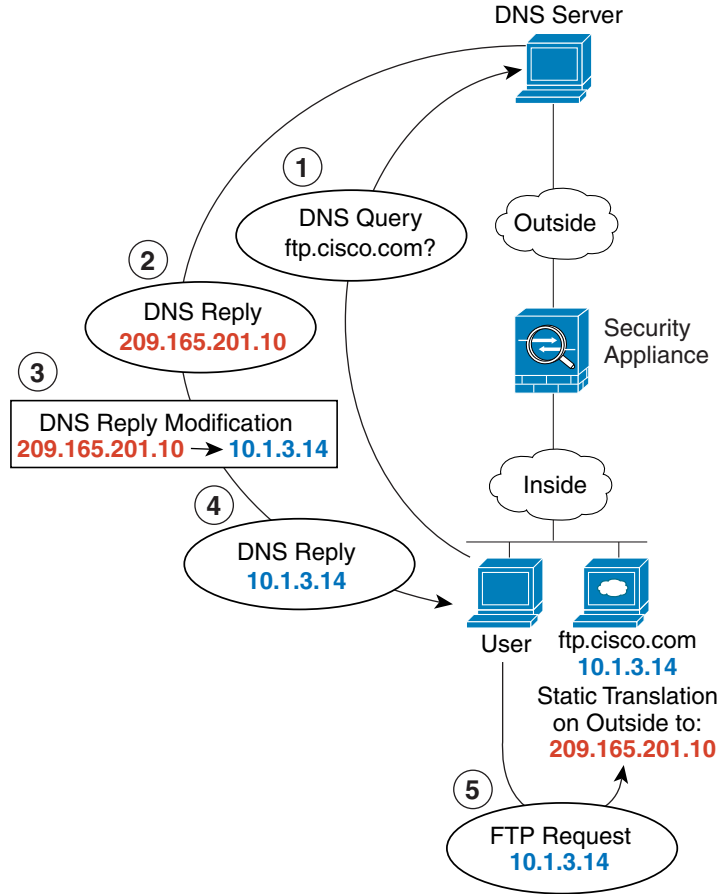 DNS Server
1
DNS Query
ftp.cisco.com?
Outside
2
DNS Reply
209.165.201.10
Security
Appliance
3
DNS Reply Modification
209.165.201.10 → 10.1.3.14
Inside
4
DNS Reply
10.1.3.14
User
ftp.cisco.com
10.1.3.14
Static Translation
on Outside to:
209.165.201.10
5
FTP Request
10.1.3.14